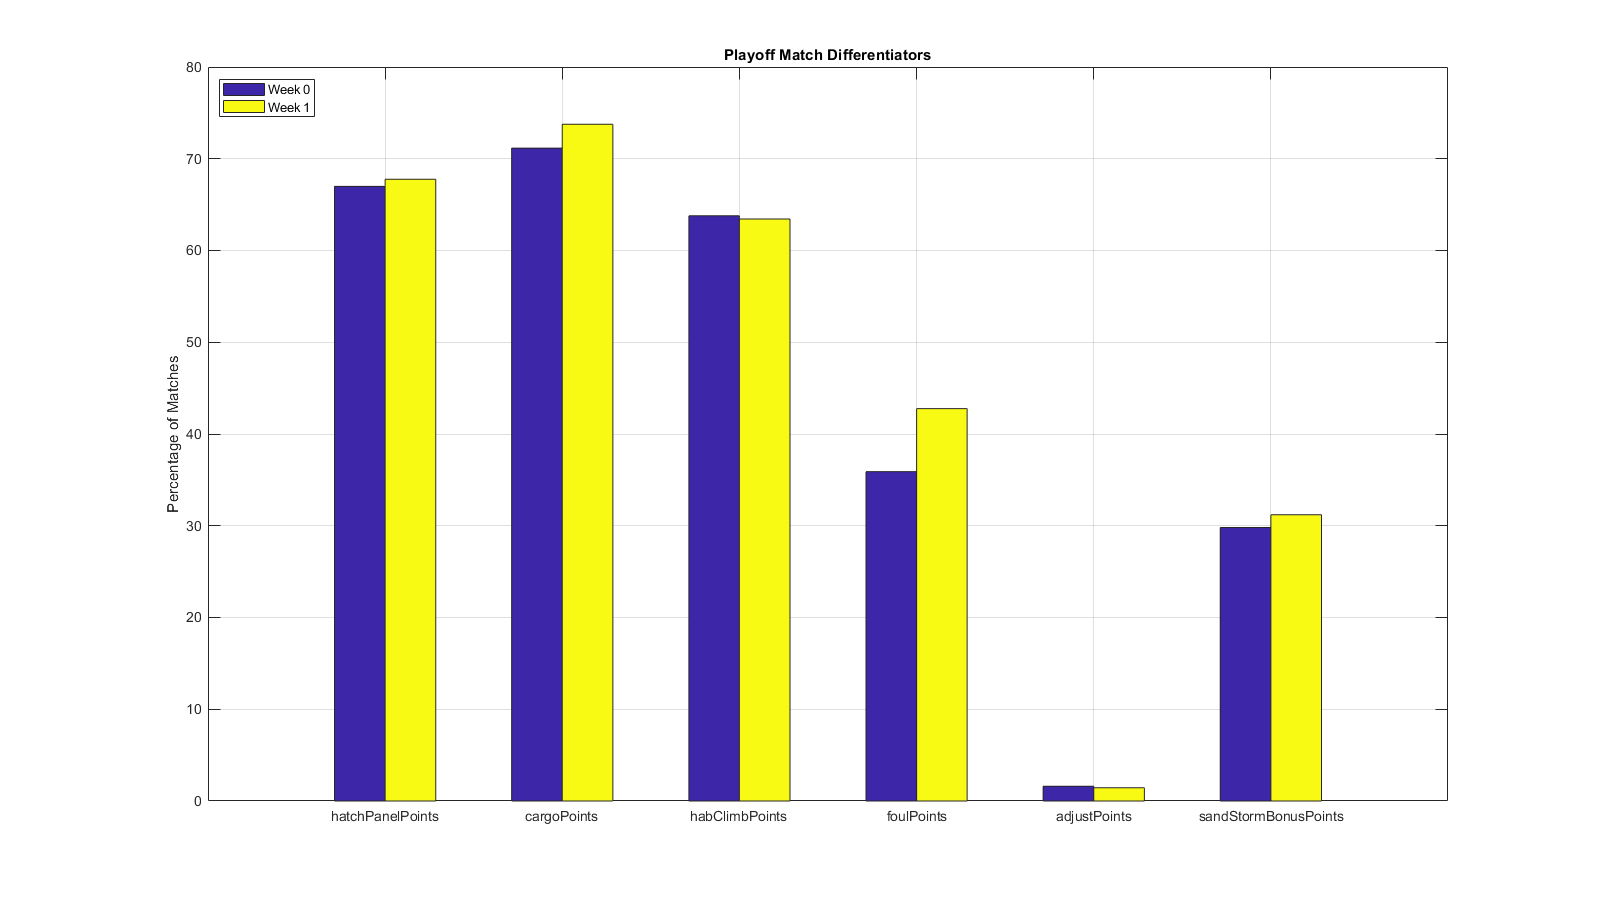 Playoff Match Differentiators
Week 0
Week 1
80
70
60
50
40
30
20
10
0
Percentage of Matches
hatchPanelPoints
cargoPoints
habClimbPoints
foulPoints
adjustPoints
sandStormBonusPoints